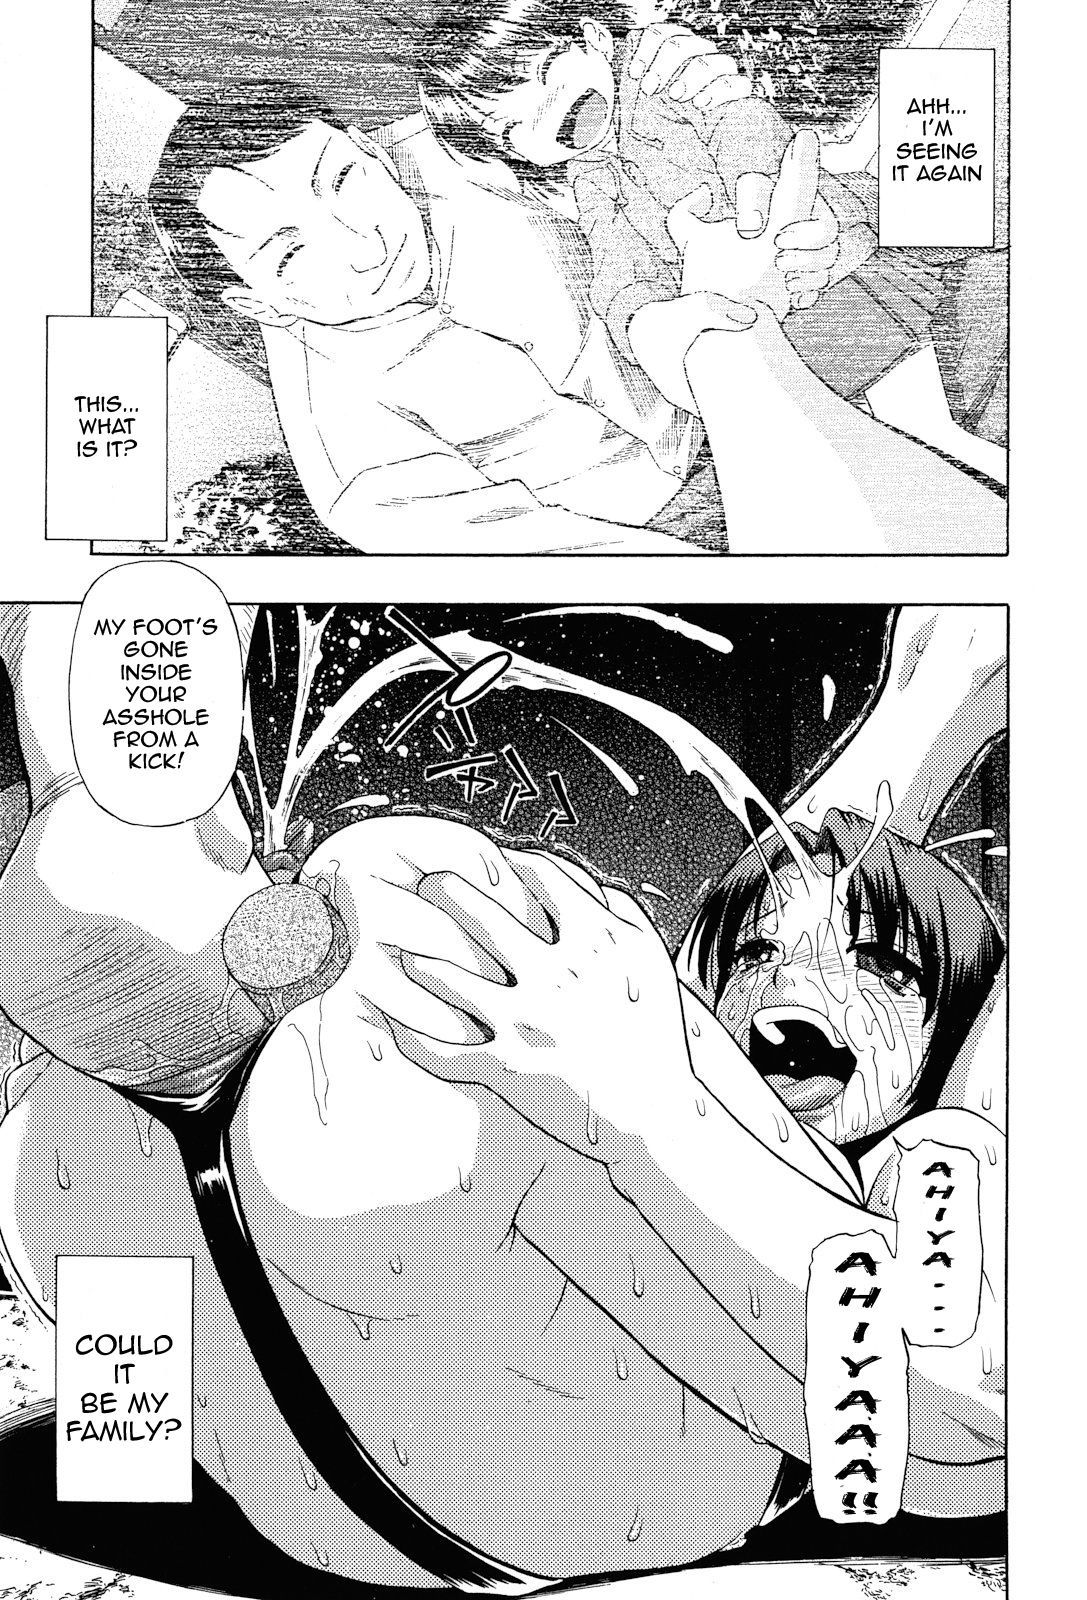 AHH...
I'M
SEEING
IT AGAIN
THIS...
WHAT
IS IT?
MY FOOT'S
GONE
INSIDE
YOUR
ASSHOLE
FROM A
KICK!
AHIYA...
AHIYAAA!!
COULD
IT
BE MY
FAMILY?